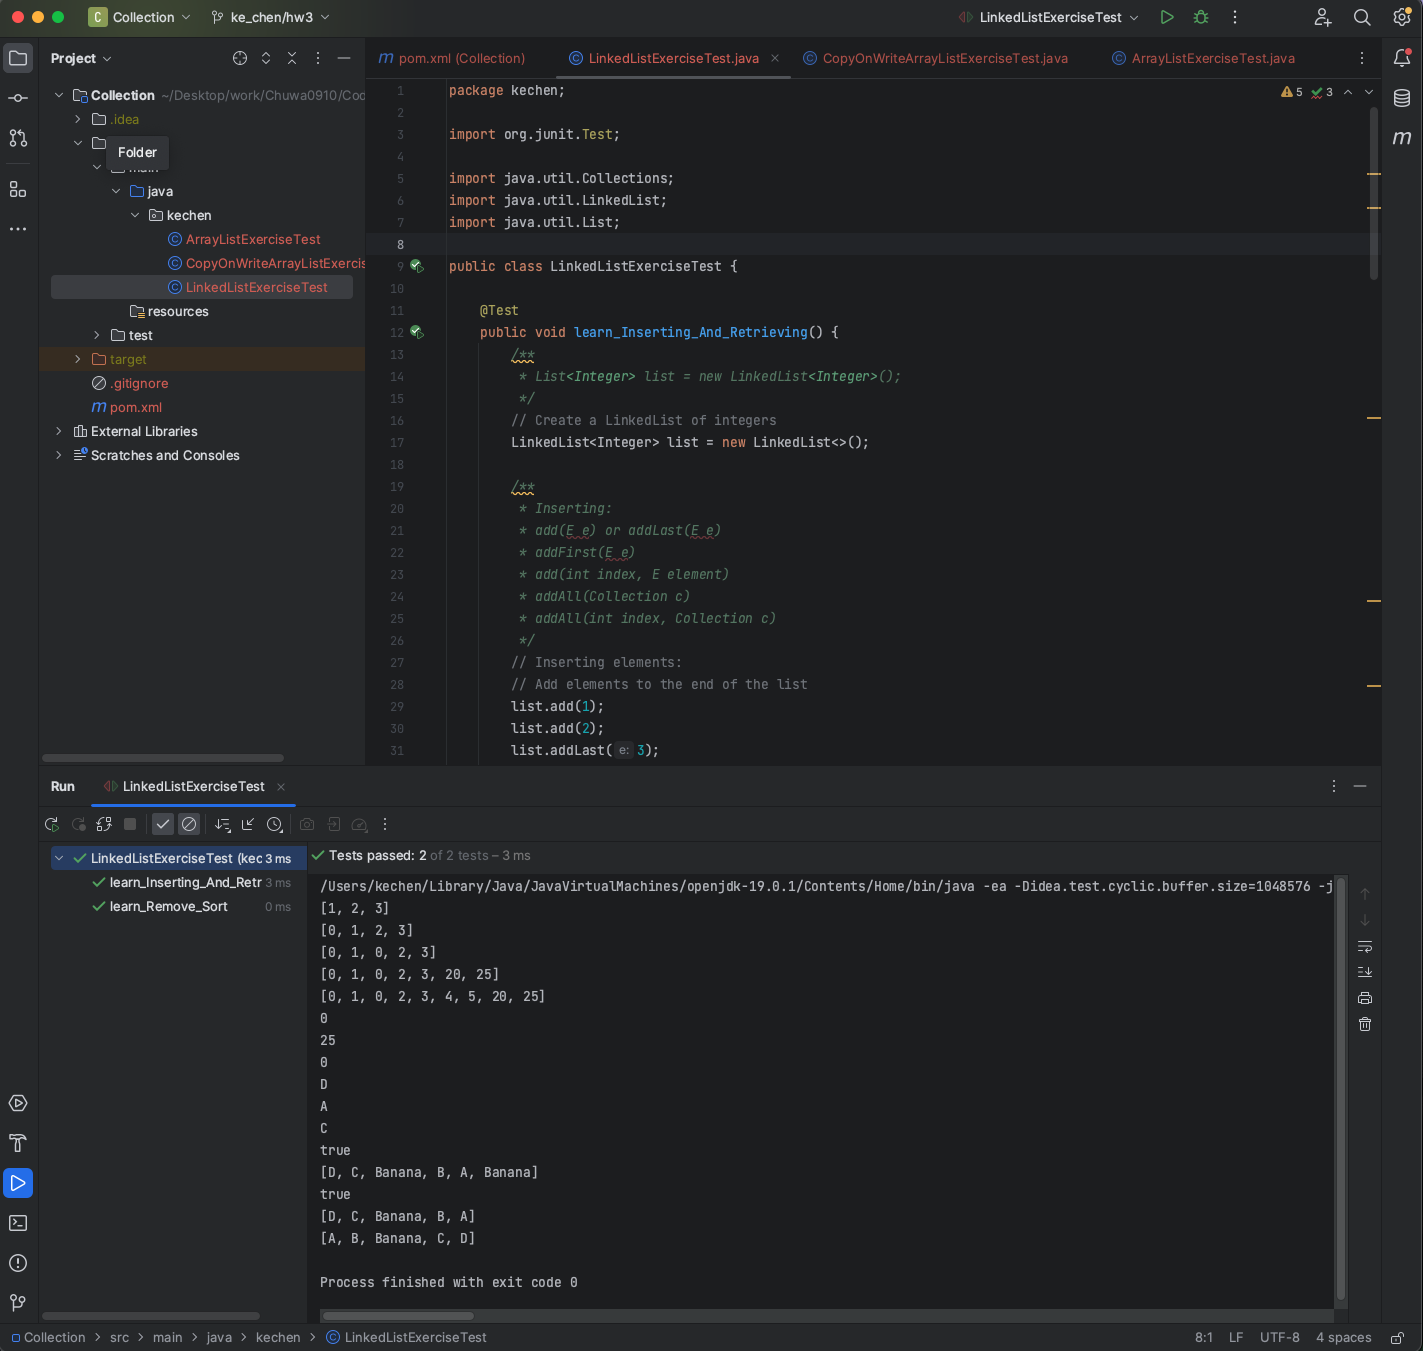 C Collection ke_chen/hw3 LinkedListExerciseTest
Project
pom.xml (Collection) LinkedListExerciseTest.java CopyOnWriteArrayListExerciseTest.java ArrayListExerciseTest.java
Collection ~/Desktop/work/Chuwa0910/Cod
.idea
Folder
main
java
kechen
ArrayListExerciseTest
CopyOnWriteArrayListExercis
LinkedListExerciseTest
resources
test
target
.gitignore
pom.xml
External Libraries
Scratches and Consoles
5 3
1 package kechen;
2
3 import org.junit.Test;
4
5 import java.util.Collections;
6 import java.util.LinkedList;
7 import java.util.List;
8
9 public class LinkedListExerciseTest {
10
11 @Test
12 public void learn_Inserting_And_Retrieving() {
13 /**
14 * List<Integer> list = new LinkedList<Integer>();
15 */
16 // Create a LinkedList of integers
17 LinkedList<Integer> list = new LinkedList<>();
18
19 /**
20 * Inserting:
21 * add(E e) or addLast(E e)
22 * addFirst(E e)
23 * add(int index, E element)
24 * addAll(Collection c)
25 * addAll(int index, Collection c)
26 */
27 // Inserting elements:
28 // Add elements to the end of the list
29 list.add(1);
30 list.add(2);
31 list.addLast( e: 3);
Run LinkedListExerciseTest
LinkedListExerciseTest (kec 3 ms
learn_Inserting_And_Retr 3 ms
learn_Remove_Sort 0 ms
Tests passed: 2 of 2 tests – 3 ms
/Users/kechen/Library/Java/JavaVirtualMachines/openjdk-19.0.1/Contents/Home/bin/java -ea -Didea.test.cyclic.buffer.size=1048576 -j
[1, 2, 3]
[0, 1, 2, 3]
[0, 1, 0, 2, 3]
[0, 1, 0, 2, 3, 20, 25]
[0, 1, 0, 2, 3, 4, 5, 20, 25]
0
25
0
D
A
C
true
[D, C, Banana, B, A, Banana]
true
[D, C, Banana, B, A]
[A, B, Banana, C, D]
Process finished with exit code 0
Collection > src > main > java > kechen > LinkedListExerciseTest 8:1 LF UTF-8 4 spaces